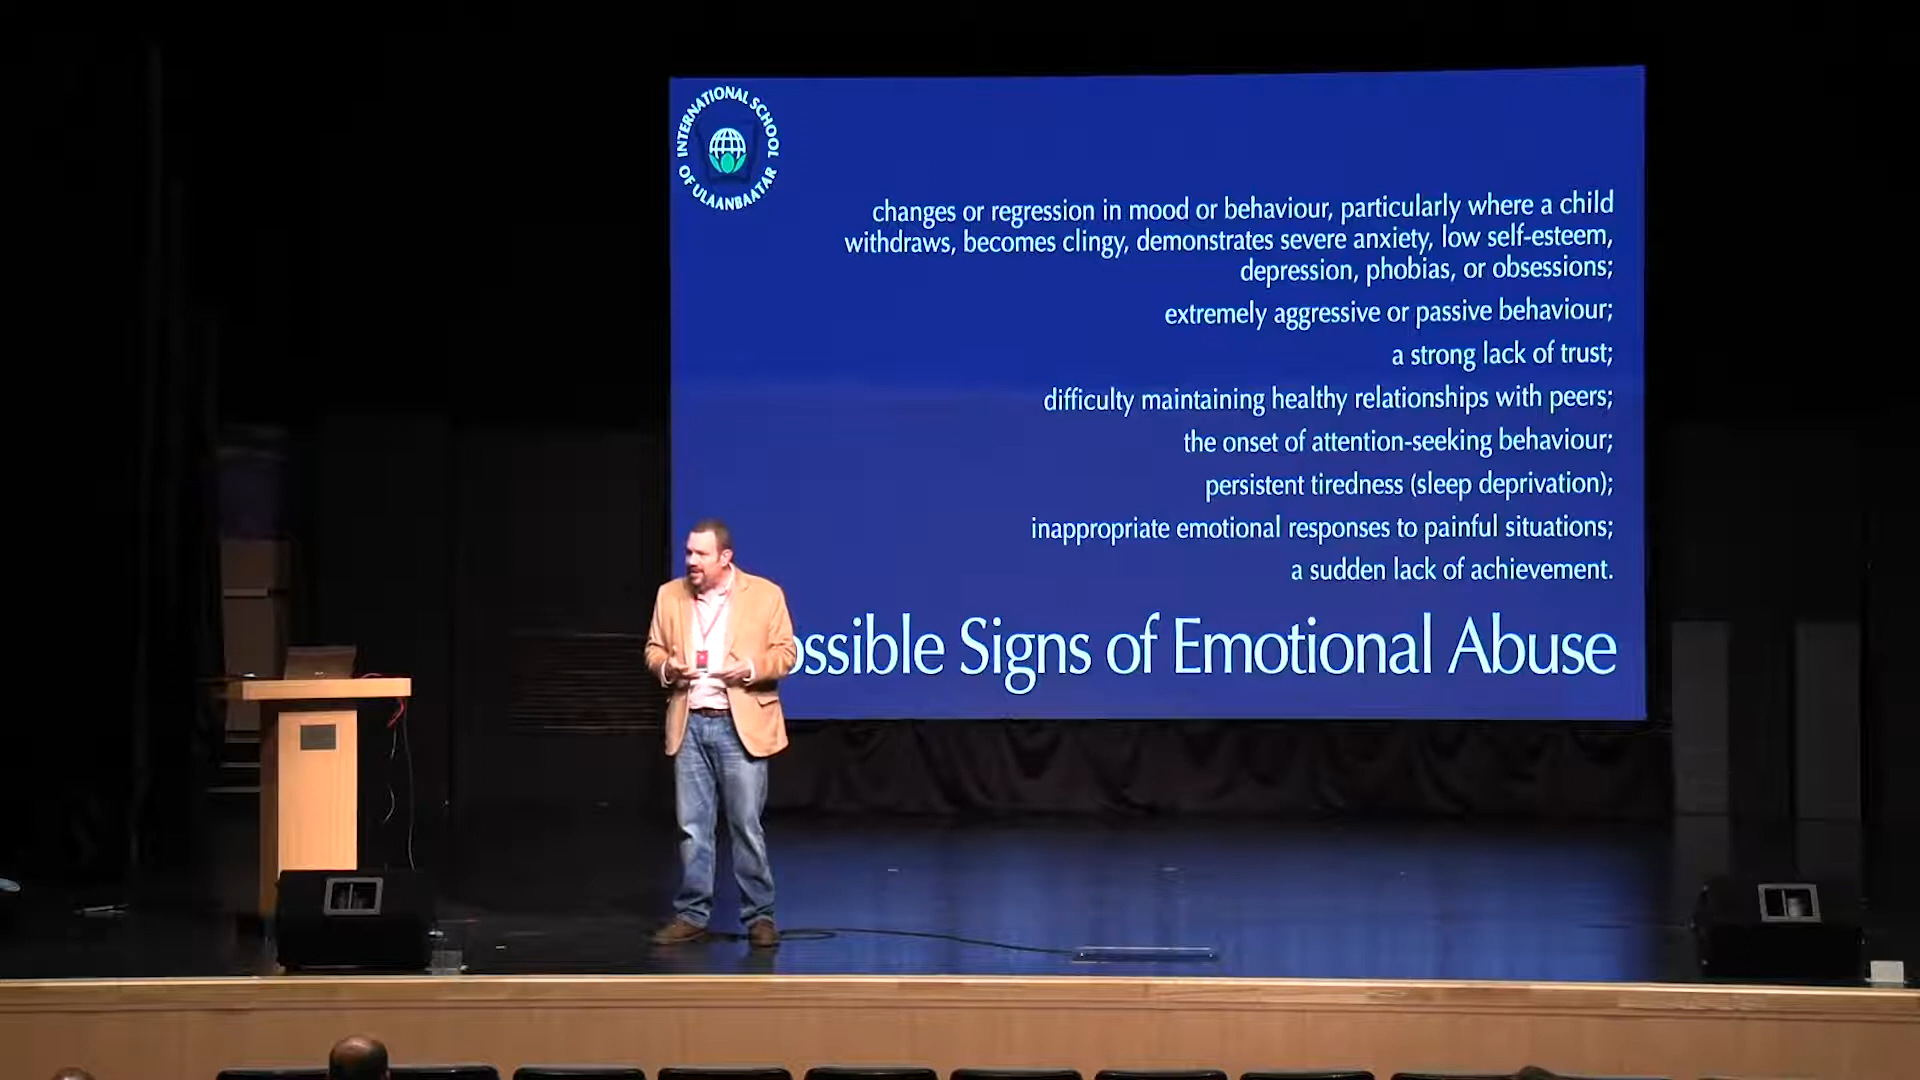 INTERNATIONAL SCHOOL
OF ULAANBAATAR
changes or regression in mood or behaviour, particularly where a child
withdraws, becomes clingy, demonstrates severe anxiety, low self-esteem,
depression, phobias, or obsessions;
extremely aggressive or passive behaviour;
a strong lack of trust;
difficulty maintaining healthy relationships with peers;
the onset of attention-seeking behaviour;
persistent tiredness (sleep deprivation);
inappropriate emotional responses to painful situations;
a sudden lack of achievement.
ossible Signs of Emotional Abuse